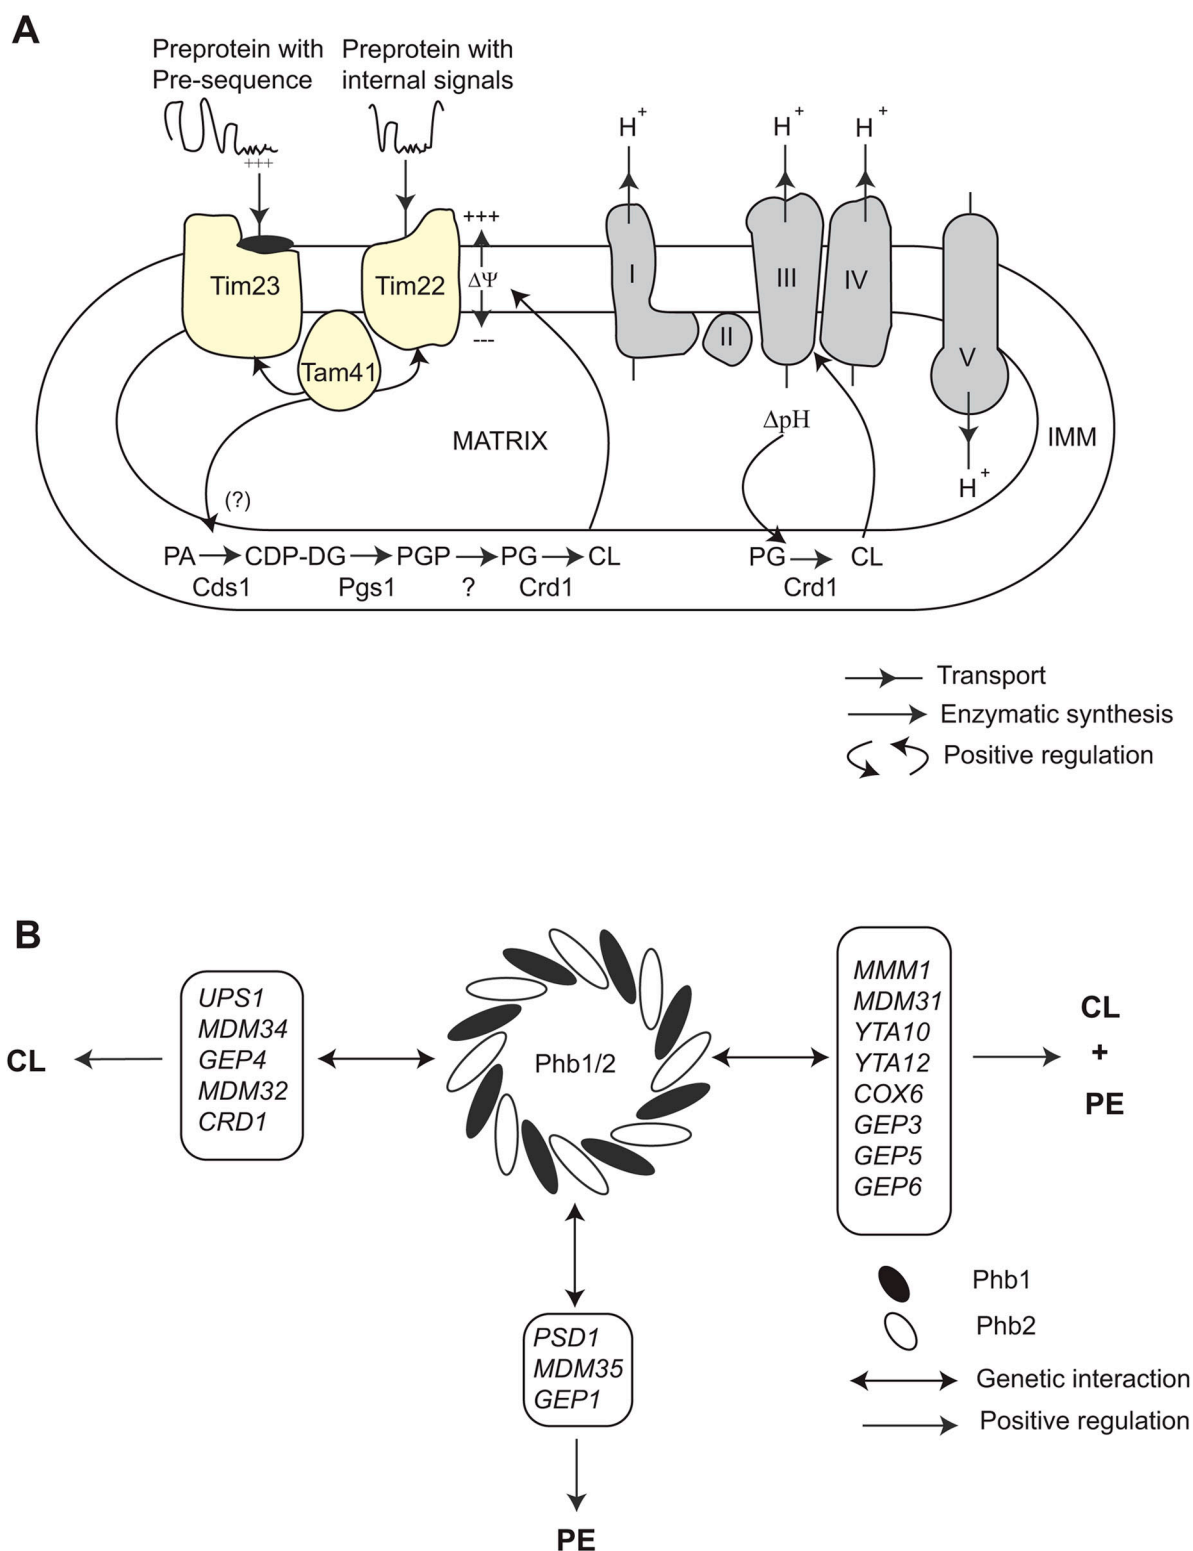 A
Preprotein with
Pre-sequence
Preprotein with
internal signals
+++
H+
H+
H+
+++
ΔΨ
---
Tim23
Tim22
Tam41
I
II
III
IV
V
MATRIX
ΔpH
IMM
H+
(?)
PA CDP-DG PGP PG CL
Cds1 Pgs1 ? Crd1
PG CL
Crd1
Transport
Enzymatic synthesis
Positive regulation
B
UPS1
MDM34
GEP4
MDM32
CRD1
CL
Phb1/2
MMM1
MDM31
YTA10
YTA12
COX6
GEP3
GEP5
GEP6
CL
+
PE
PSD1
MDM35
GEP1
PE
Phb1
Phb2
Genetic interaction
Positive regulation